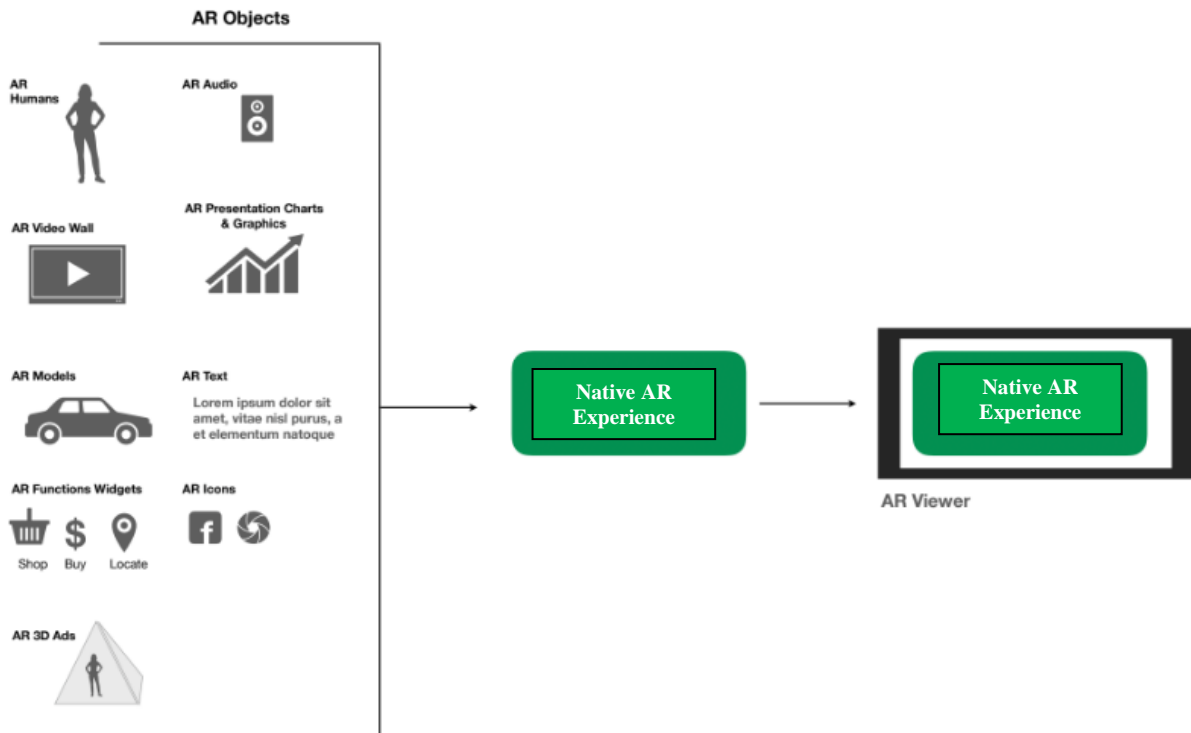 AR Objects
AR
Humans
AR Audio
AR Video Wall
AR Presentation Charts
& Graphics
AR Models
AR Text
Lorem ipsum dolor sit
amet, vitae nisl purus, a
et elementum natoque
AR Functions Widgets
Shop
Buy
Locate
AR Icons
AR 3D Ads
Native AR
Experience
Native AR
Experience
AR Viewer